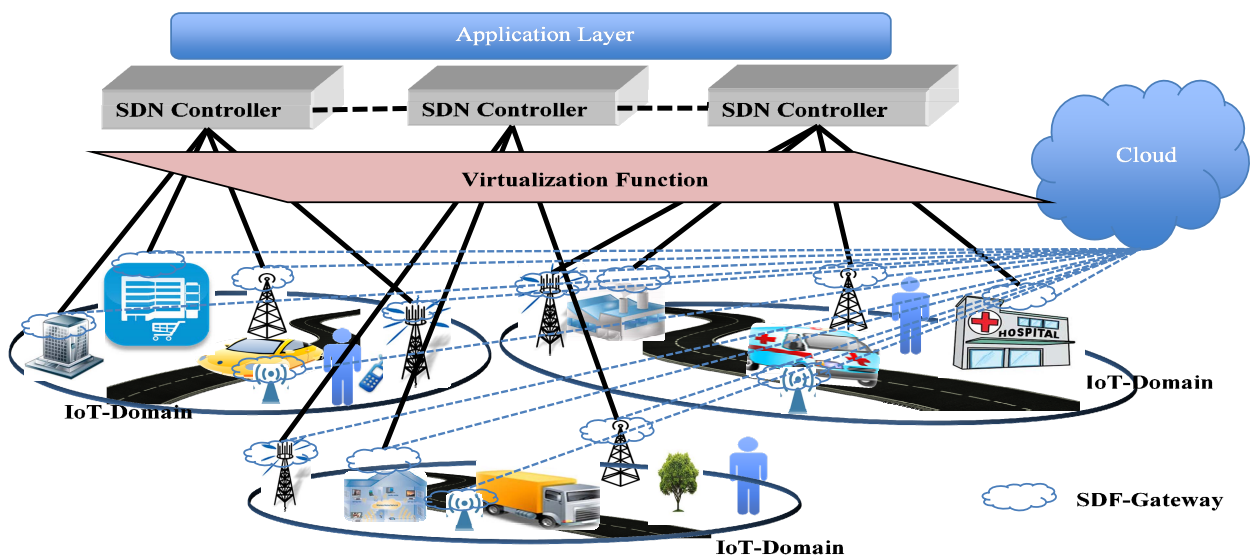 Application Layer
SDN Controller
SDN Controller
SDN Controller
Cloud
Virtualization Function
HOSPITAL
IoT-Domain
IoT-Domain
SDF-Gateway
IoT-Domain